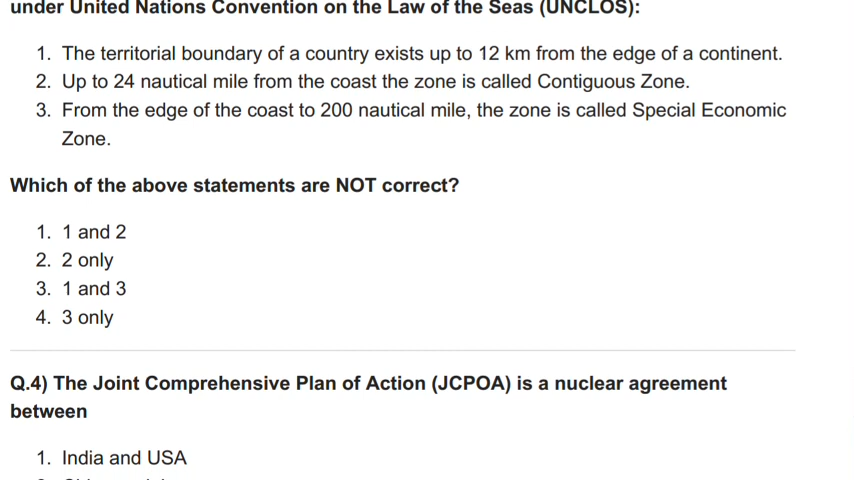 under United Nations Convention on the Law of the Seas (UNCLOS):
1. The territorial boundary of a country exists up to 12 km from the edge of a continent.
2. Up to 24 nautical mile from the coast the zone is called Contiguous Zone.
3. From the edge of the coast to 200 nautical mile, the zone is called Special Economic
Zone.
Which of the above statements are NOT correct?
1. 1 and 2
2. 2 only
3. 1 and 3
4. 3 only
Q.4) The Joint Comprehensive Plan of Action (JCPOA) is a nuclear agreement
between
1. India and USA